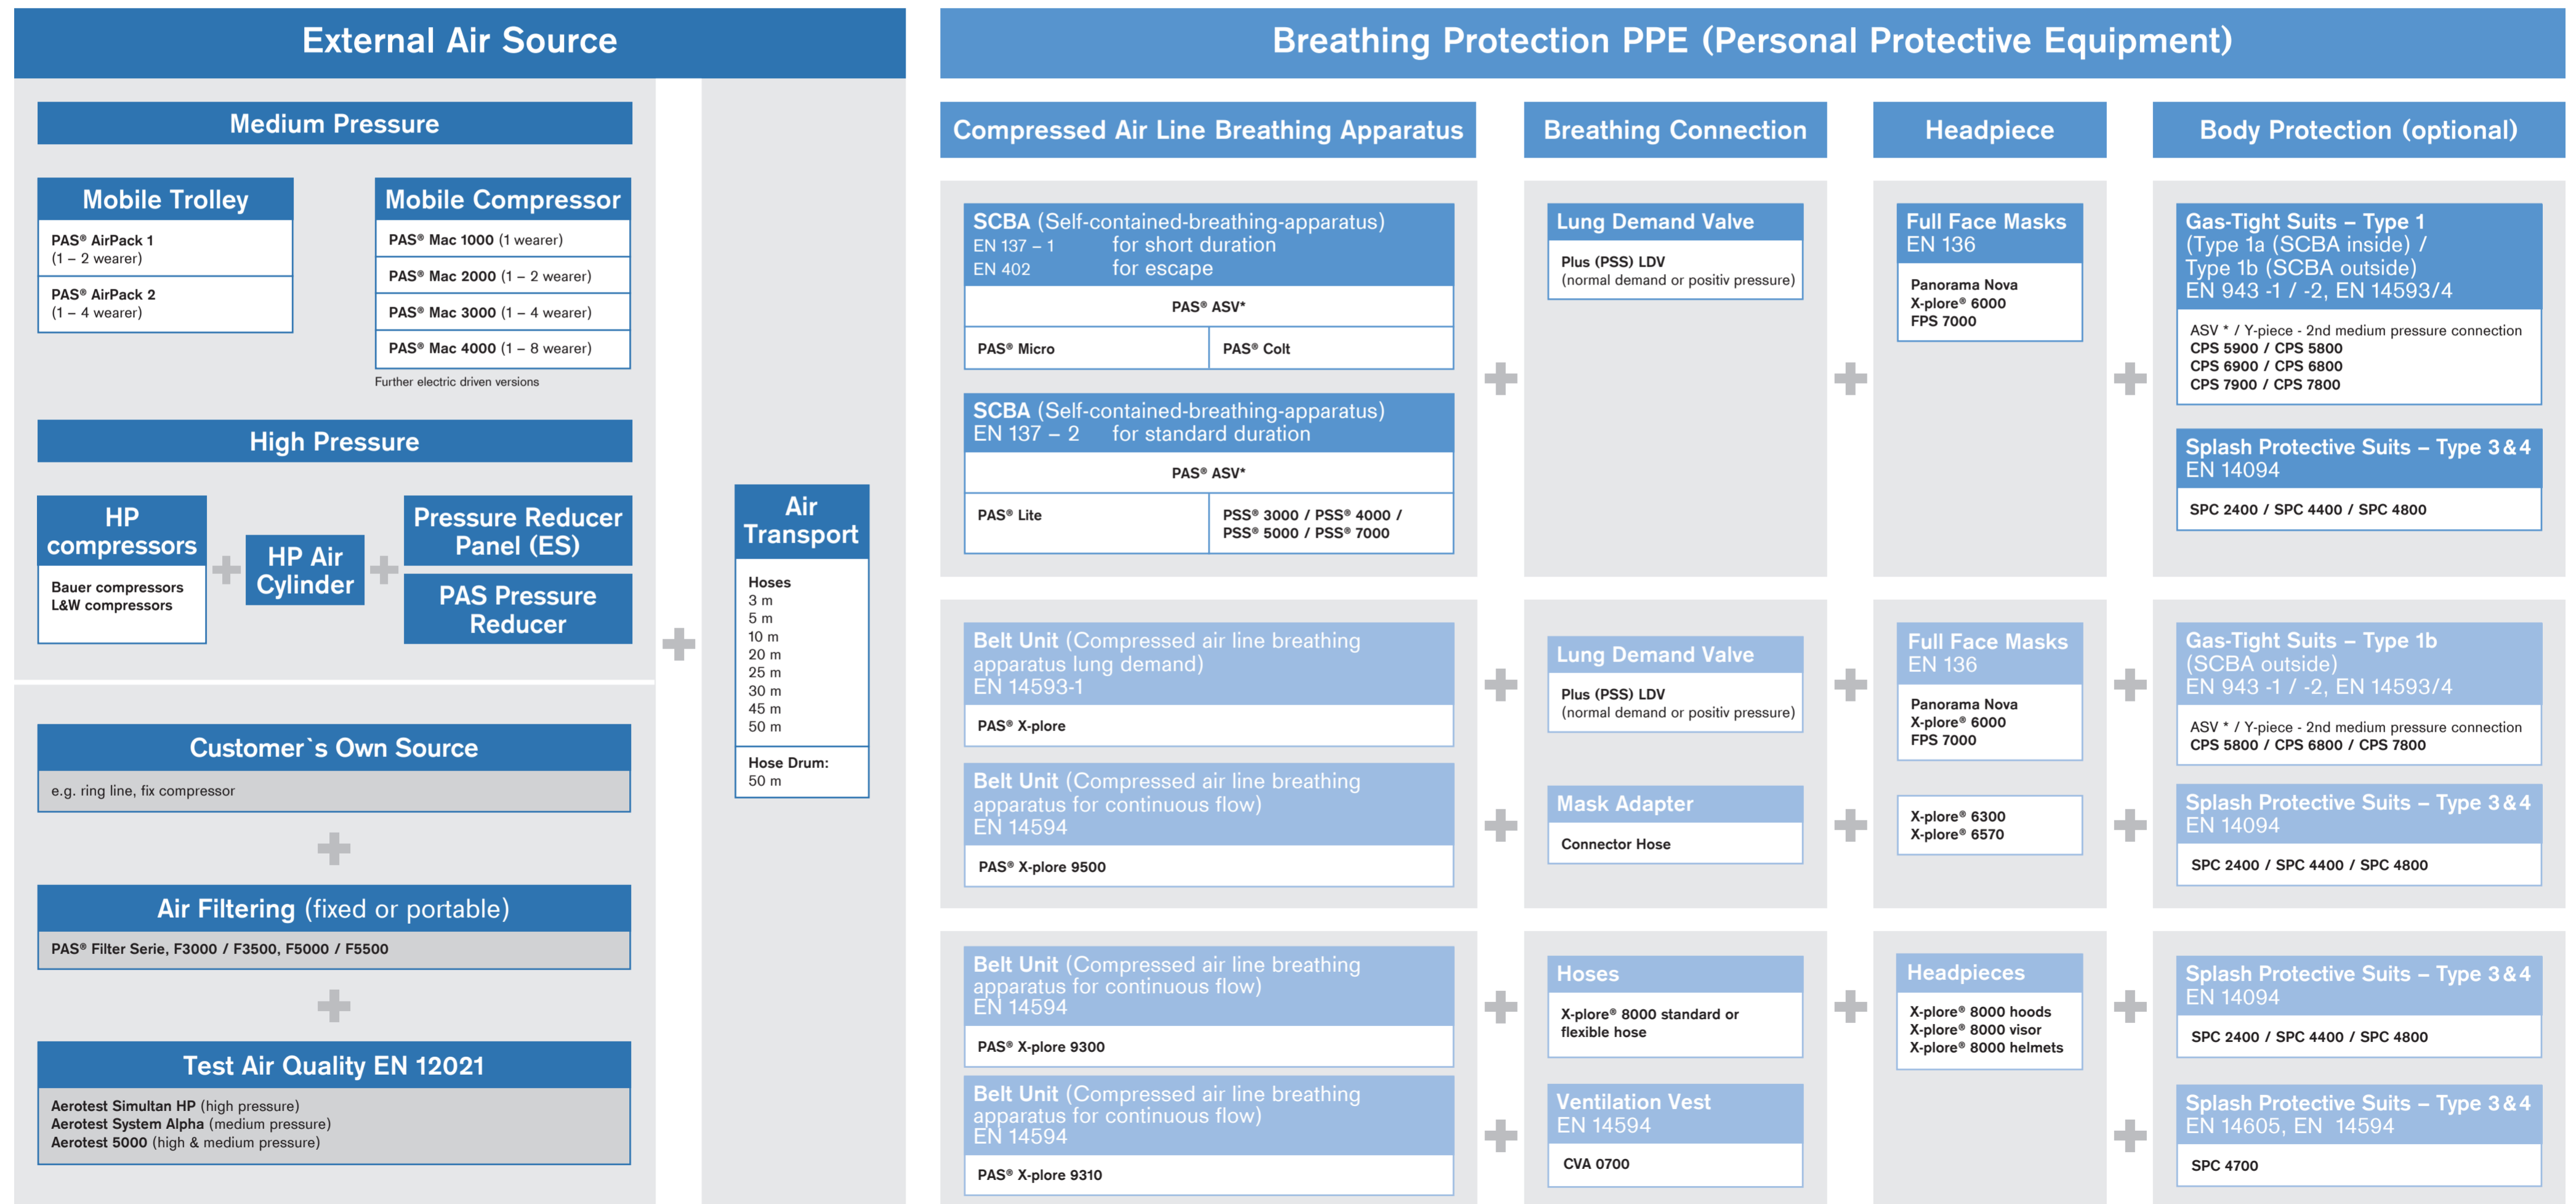 External Air Source
Medium Pressure
Mobile Trolley
PAS® AirPack 1
(1 – 2 wearer)
PAS® AirPack 2
(1 – 4 wearer)
Mobile Compressor
PAS® Mac 1000 (1 wearer)
PAS® Mac 2000 (1 – 2 wearer)
PAS® Mac 3000 (1 – 4 wearer)
PAS® Mac 4000 (1 – 8 wearer)
Further electric driven versions
High Pressure
HP
compressors
Bauer compressors
L&W compressors
+
HP Air
Cylinder
+
Pressure Reducer
Panel (ES)
PAS Pressure
Reducer
Customer`s Own Source
e.g. ring line, fix compressor
+
Air Filtering (fixed or portable)
PAS® Filter Serie, F3000 / F3500, F5000 / F5500
+
Test Air Quality EN 12021
Aerotest Simultan HP (high pressure)
Aerotest System Alpha (medium pressure)
Aerotest 5000 (high & medium pressure)
+
Air
Transport
Hoses
3 m
5 m
10 m
20 m
25 m
30 m
45 m
50 m
Hose Drum:
50 m
Breathing Protection PPE (Personal Protective Equipment)
Compressed Air Line Breathing Apparatus
Breathing Connection
Headpiece
Body Protection (optional)
SCBA (Self-contained-breathing-apparatus)
EN 137 – 1 for short duration
EN 402 for escape
PAS® ASV*
PAS® Micro
PAS® Colt
SCBA (Self-contained-breathing-apparatus)
EN 137 – 2 for standard duration
PAS® ASV*
PAS® Lite
PSS® 3000 / PSS® 4000 /
PSS® 5000 / PSS® 7000
+
Lung Demand Valve
Plus (PSS) LDV
(normal demand or positiv pressure)
+
Full Face Masks
EN 136
Panorama Nova
X-plore® 6000
FPS 7000
+
Gas-Tight Suits – Type 1
(Type 1a (SCBA inside) /
Type 1b (SCBA outside)
EN 943 -1 / -2, EN 14593/4
ASV * / Y-piece - 2nd medium pressure connection
CPS 5900 / CPS 5800
CPS 6900 / CPS 6800
CPS 7900 / CPS 7800
Splash Protective Suits – Type 3 & 4
EN 14094
SPC 2400 / SPC 4400 / SPC 4800
Belt Unit (Compressed air line breathing
apparatus lung demand)
EN 14593-1
PAS® X-plore
+
Lung Demand Valve
Plus (PSS) LDV
(normal demand or positiv pressure)
+
Full Face Masks
EN 136
Panorama Nova
X-plore® 6000
FPS 7000
+
Gas-Tight Suits – Type 1b
(SCBA outside)
EN 943 -1 / -2, EN 14593/4
ASV * / Y-piece - 2nd medium pressure connection
CPS 5800 / CPS 6800 / CPS 7800
Belt Unit (Compressed air line breathing
apparatus for continuous flow)
EN 14594
PAS® X-plore 9500
+
Mask Adapter
Connector Hose
+
X-plore® 6300
X-plore® 6570
+
Splash Protective Suits – Type 3 & 4
EN 14094
SPC 2400 / SPC 4400 / SPC 4800
Belt Unit (Compressed air line breathing
apparatus for continuous flow)
EN 14594
PAS® X-plore 9300
+
Hoses
X-plore® 8000 standard or
flexible hose
+
Headpieces
X-plore® 8000 hoods
X-plore® 8000 visor
X-plore® 8000 helmets
+
Splash Protective Suits – Type 3 & 4
EN 14094
SPC 2400 / SPC 4400 / SPC 4800
Belt Unit (Compressed air line breathing
apparatus for continuous flow)
EN 14594
PAS® X-plore 9310
+
Ventilation Vest
EN 14594
CVA 0700
+
Splash Protective Suits – Type 3 & 4
EN 14605, EN 14594
SPC 4700